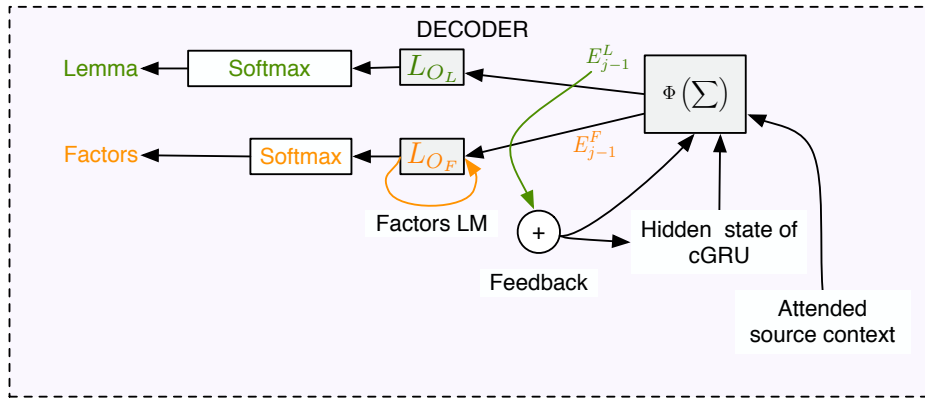 DECODER
Lemma
Softmax
L_{O_L}
E^L_{j-1}
Φ(∑)
Factors
Softmax
L_{O_F}
E^F_{j-1}
Factors LM
+
Feedback
Hidden state of
cGRU
Attended
source context